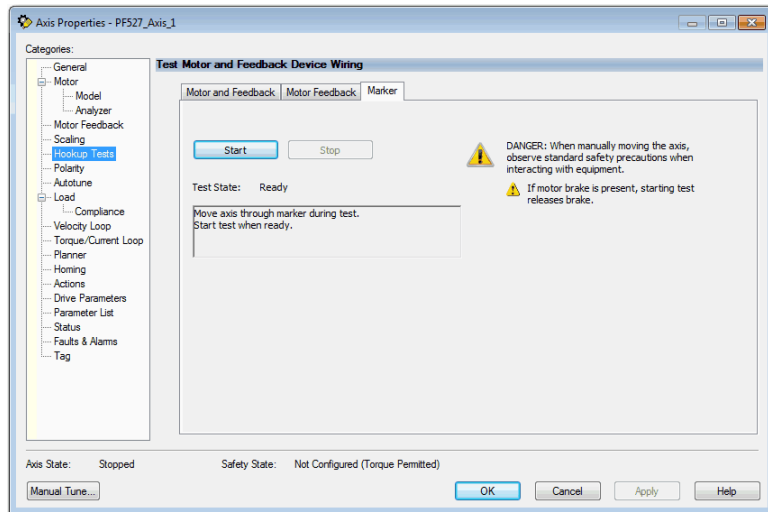 Axis Properties - PF527_Axis_1
Categories:
General
Motor
Model
Analyzer
Motor Feedback
Scaling
Hookup Tests
Polarity
Autotune
Load
Compliance
Velocity Loop
Torque/Current Loop
Planner
Homing
Actions
Drive Parameters
Parameter List
Status
Faults & Alarms
Tag
Test Motor and Feedback Device Wiring
Motor and Feedback Motor Feedback Marker
Start Stop
DANGER: When manually moving the axis,
observe standard safety precautions when
interacting with equipment.
If motor brake is present, starting test
releases brake.
Test State: Ready
Move axis through marker during test.
Start test when ready.
Axis State: Stopped Safety State: Not Configured (Torque Permitted)
Manual Tune... OK Cancel Apply Help